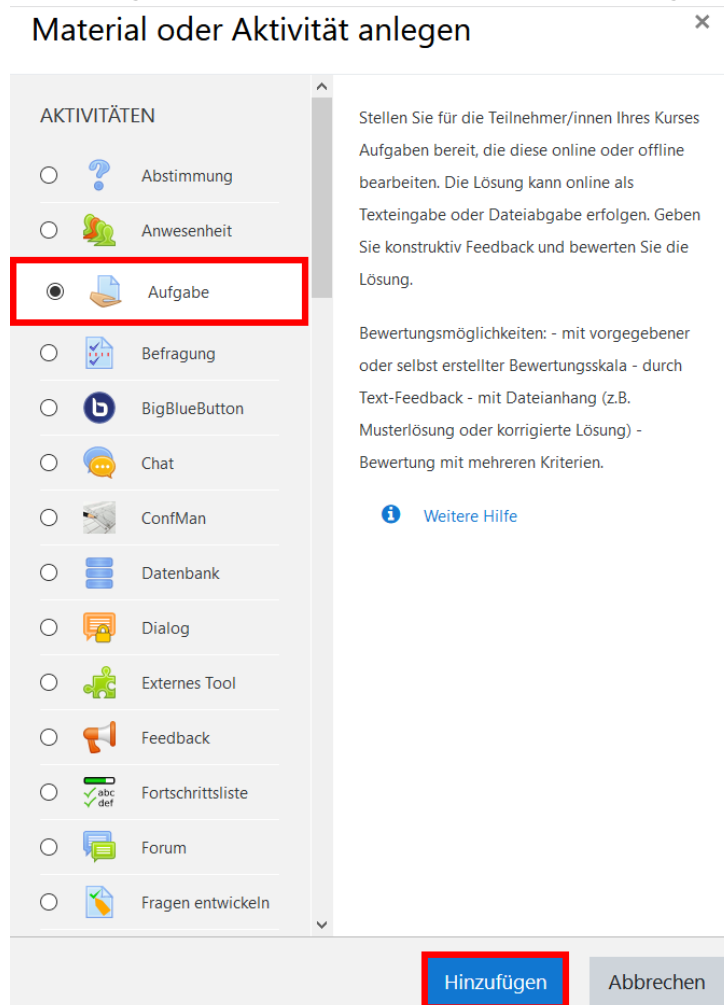 Material oder Aktivität anlegen
×
AKTIVITÄTEN
Abstimmung
Anwesenheit
Aufgabe
Befragung
BigBlueButton
Chat
ConfMan
Datenbank
Dialog
Externes Tool
Feedback
abc
def
Fortschrittsliste
Forum
Fragen entwickeln
Stellen Sie für die Teilnehmer/innen Ihres Kurses
Aufgaben bereit, die diese online oder offline
bearbeiten. Die Lösung kann online als
Texteingabe oder Dateiabgabe erfolgen. Geben
Sie konstruktiv Feedback und bewerten Sie die
Lösung.
Bewertungsmöglichkeiten: - mit vorgegebener
oder selbst erstellter Bewertungsskala - durch
Text-Feedback - mit Dateianhang (z.B.
Musterlösung oder korrigierte Lösung) -
Bewertung mit mehreren Kriterien.
Weitere Hilfe
Hinzufügen
Abbrechen